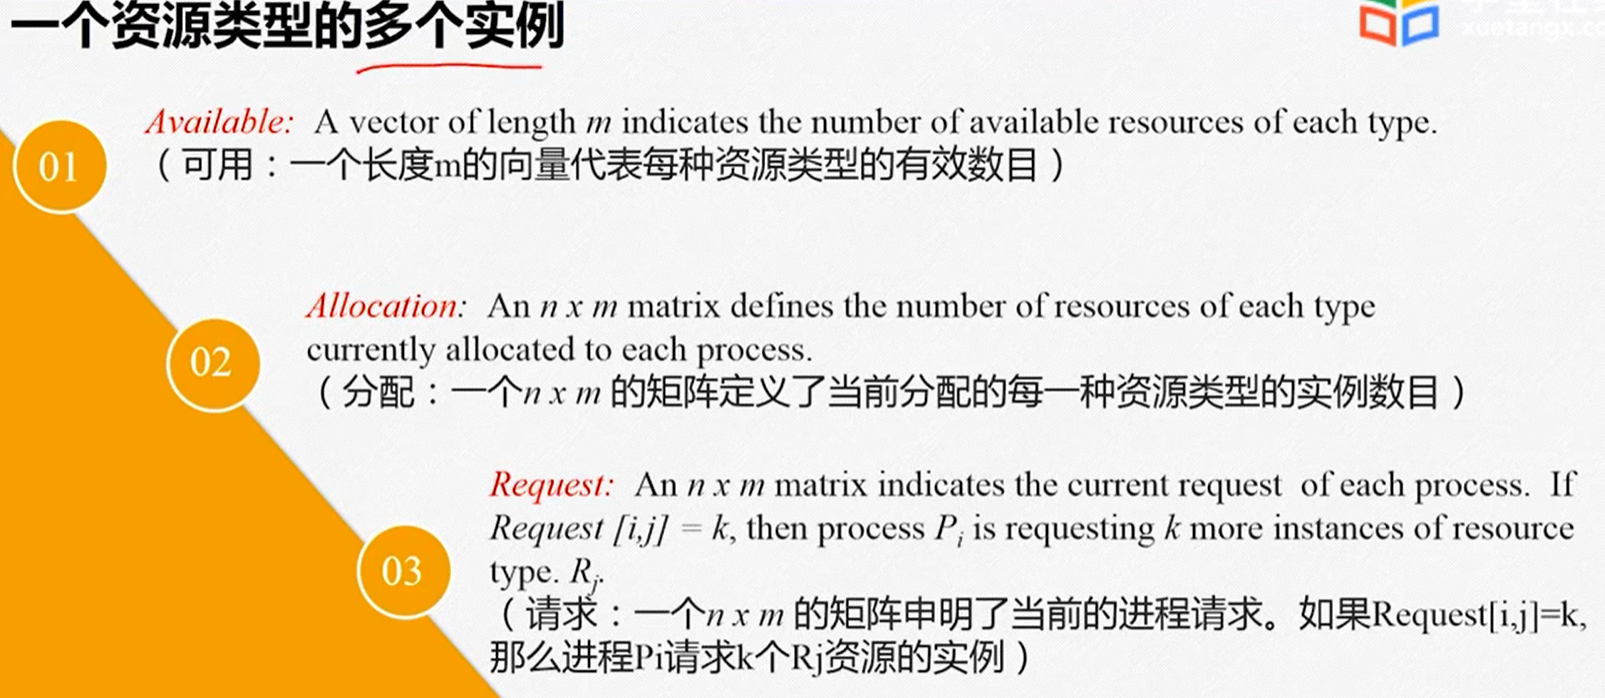 一个资源类型的多个实例
xuetangx.co
01
Available: A vector of length m indicates the number of available resources of each type.
（可用：一个长度m的向量代表每种资源类型的有效数目）
02
Allocation: An n x m matrix defines the number of resources of each type
currently allocated to each process.
（分配：一个n x m 的矩阵定义了当前分配的每一种资源类型的实例数目）
03
Request: An n x m matrix indicates the current request of each process. If
Request [i,j] = k, then process Pi is requesting k more instances of resource
type. Rj.
（请求：一个n x m 的矩阵申明了当前的进程请求。如果Request[i,j]=k,
那么进程Pi请求k个Rj资源的实例）